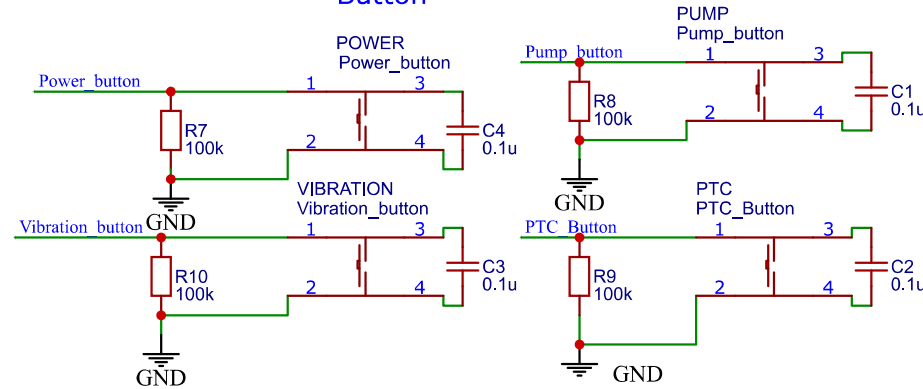 Button
POWER
Power_button
Power_button
1
3
R7
100k
C4
0.1u
2
4
GND
PUMP
Pump_button
Pump_button
1
3
R8
100k
C1
0.1u
2
4
GND
VIBRATION
Vibration_button
Vibration_button
1
3
R10
100k
C3
0.1u
2
4
GND
PTC
PTC_Button
PTC_Button
1
3
R9
100k
C2
0.1u
2
4
GND